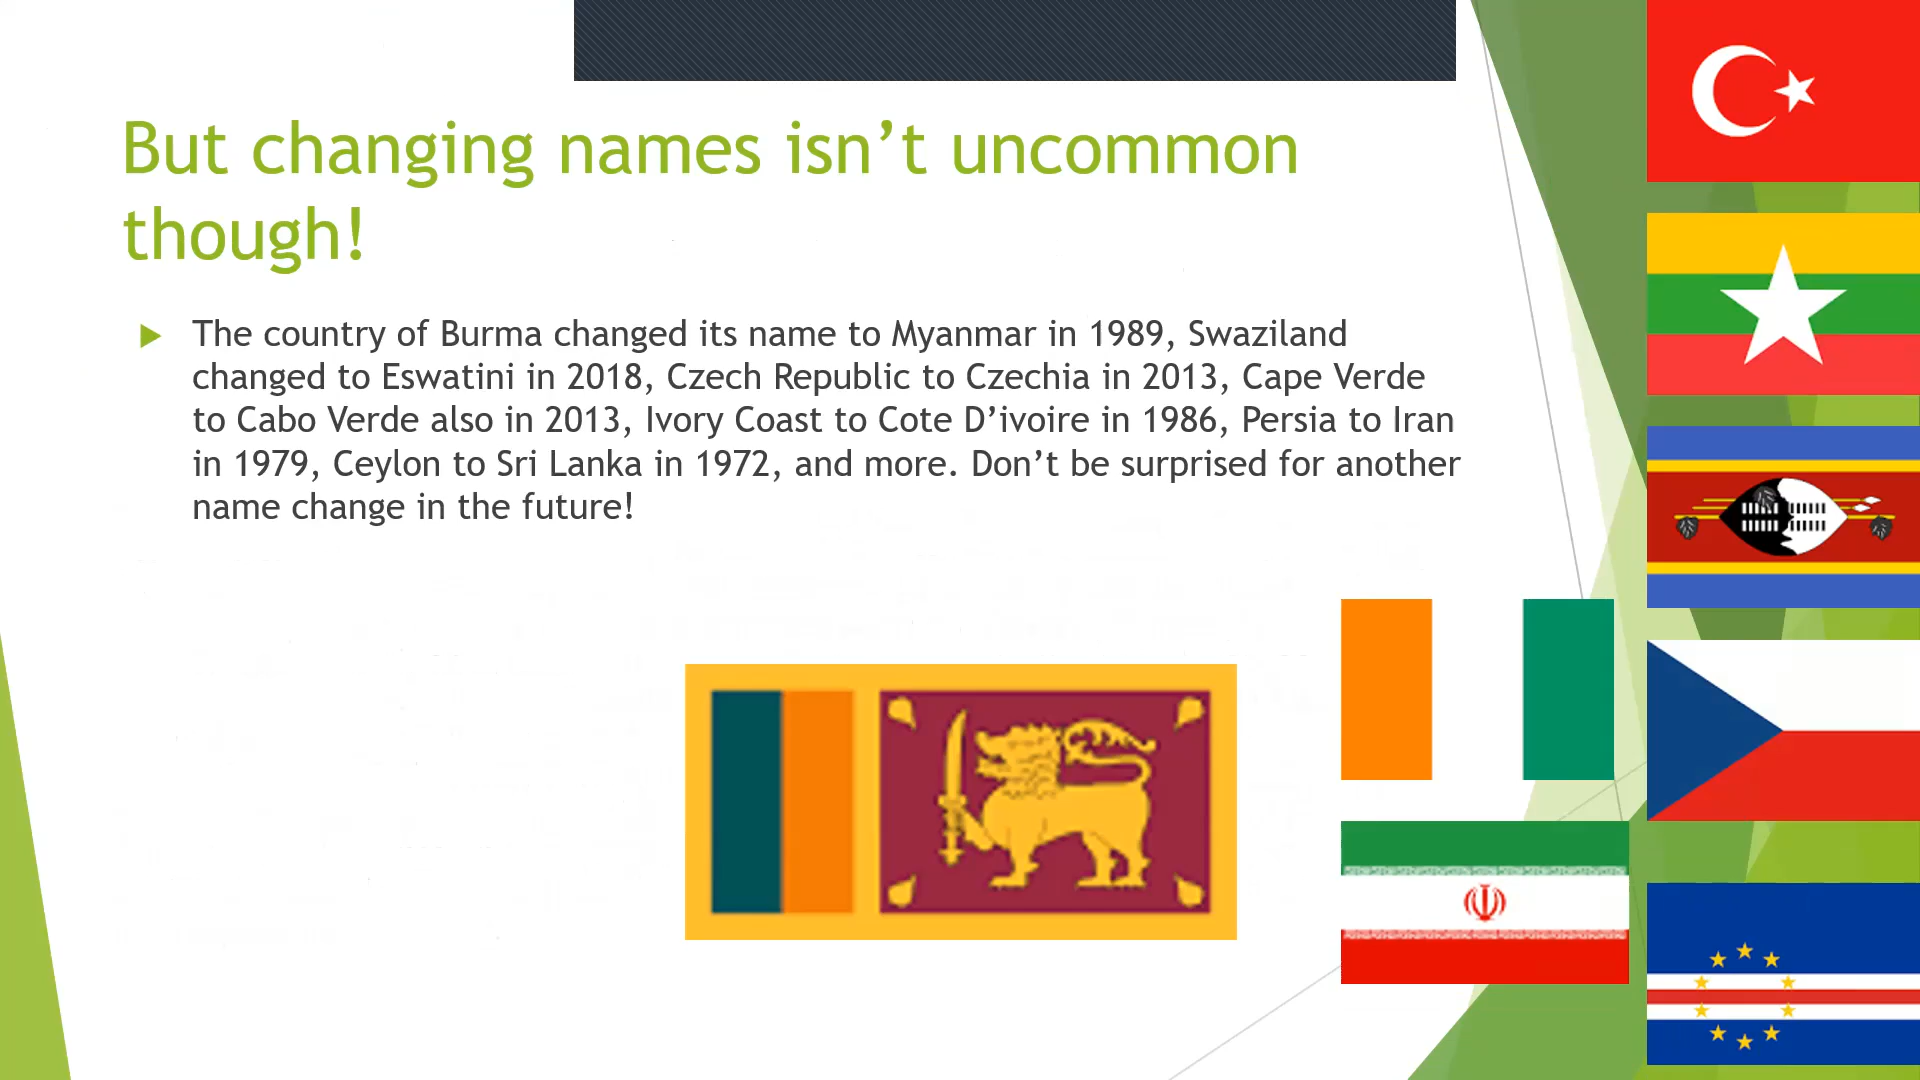 But changing names isn’t uncommon
though!
The country of Burma changed its name to Myanmar in 1989, Swaziland
changed to Eswatini in 2018, Czech Republic to Czechia in 2013, Cape Verde
to Cabo Verde also in 2013, Ivory Coast to Cote D’ivoire in 1986, Persia to Iran
in 1979, Ceylon to Sri Lanka in 1972, and more. Don’t be surprised for another
name change in the future!